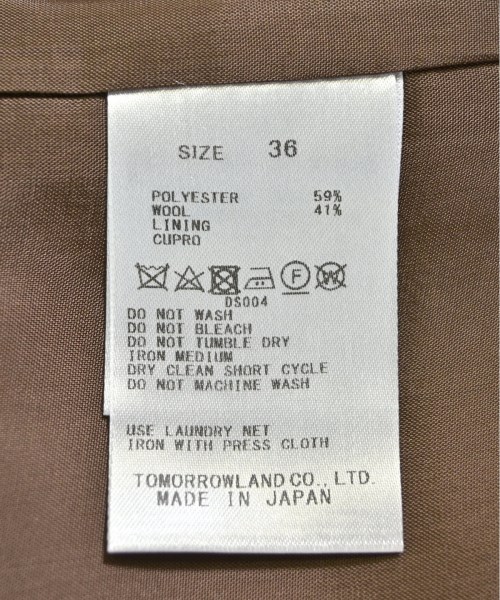 SIZE 36
POLYESTER 59%
WOOL 41%
LINING
CUPRO
F W
DS004
DO NOT WASH
DO NOT BLEACH
DO NOT TUMBLE DRY
IRON MEDIUM
DRY CLEAN SHORT CYCLE
DO NOT MACHINE WASH
USE LAUNDRY NET
IRON WITH PRESS CLOTH
TOMORROWLAND CO., LTD.
MADE IN JAPAN